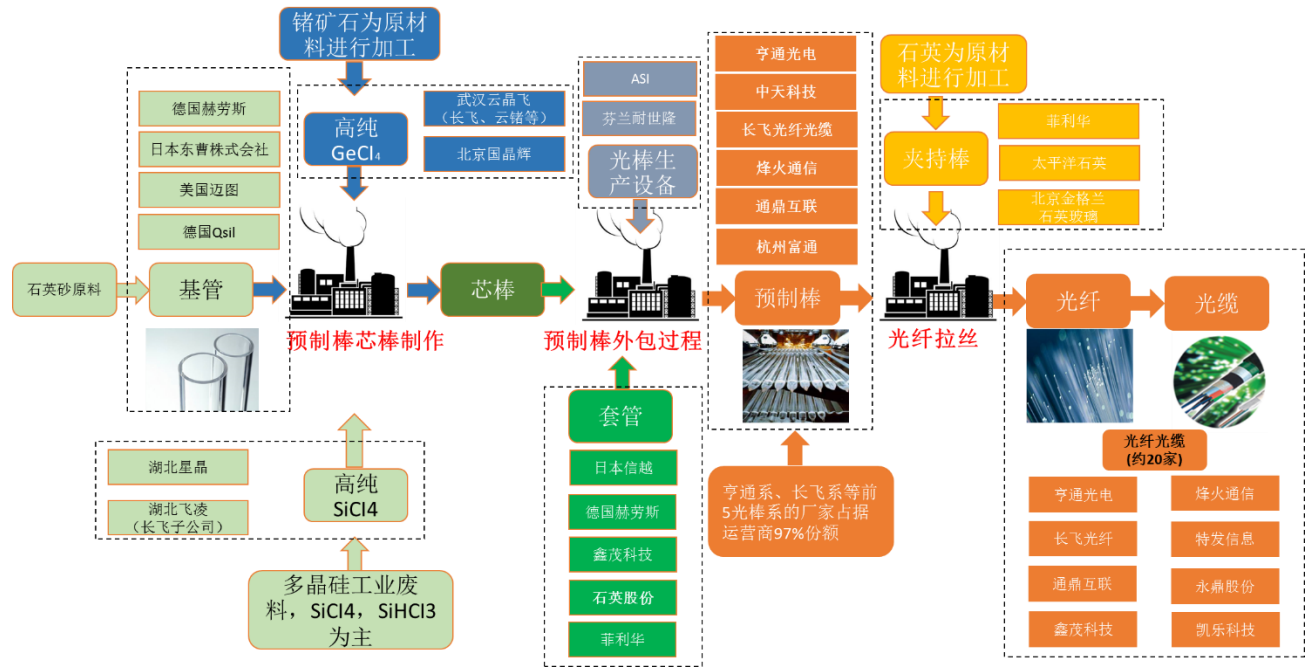 锗矿石为原材
料进行加工
德国赫劳斯
日本东曹株式会社
美国迈图
德国Qsil
石英砂原料
基管
高纯
GeCl₄
武汉云晶飞
（长飞、云锗等）
北京国晶辉
预制棒芯棒制作
芯棒
湖北星晶
湖北飞凌
（长飞子公司）
高纯
SiCl4
多晶硅工业废
料，SiCl4，SiHCl3
为主
ASI
芬兰耐世隆
光棒生
产设备
预制棒外包过程
套管
日本信越
德国赫劳斯
鑫茂科技
石英股份
菲利华
亨通光电
中天科技
长飞光纤光缆
烽火通信
通鼎互联
杭州富通
预制棒
亨通系、长飞系等前
5光棒系的厂家占据
运营商97%份额
石英为原材
料进行加工
夹持棒
菲利华
太平洋石英
北京金格兰
石英玻璃
光纤拉丝
光纤
光缆
光纤光缆
(约20家)
亨通光电
烽火通信
长飞光纤
特发信息
通鼎互联
永鼎股份
鑫茂科技
凯乐科技